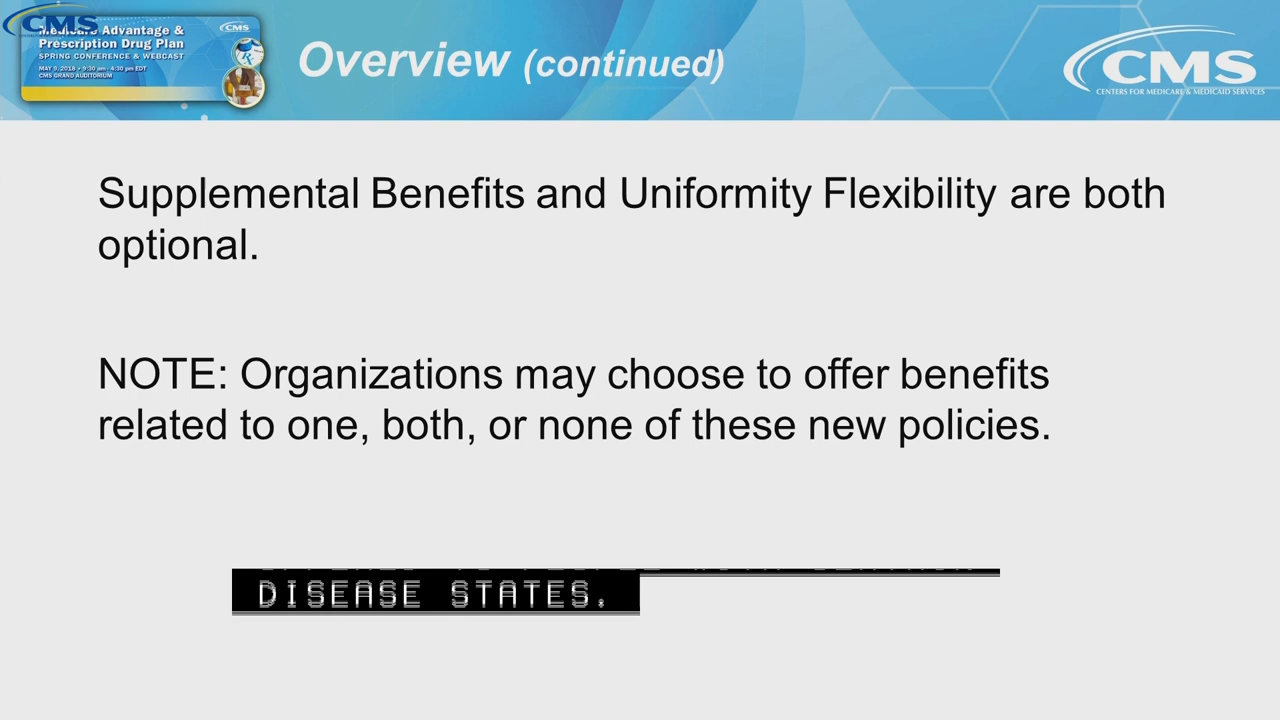 CMS
Medicare Advantage &
Prescription Drug Plan
SPRING CONFERENCE & WEBCAST
MAY 9, 2018 • 9:30 am - 4:30 pm EDT
CMS GRAND AUDITORIUM
CMS
Overview (continued)
CMS
CENTERS FOR MEDICARE & MEDICAID SERVICES
Supplemental Benefits and Uniformity Flexibility are both
optional.
NOTE: Organizations may choose to offer benefits
related to one, both, or none of these new policies.
DISEASE STATES.